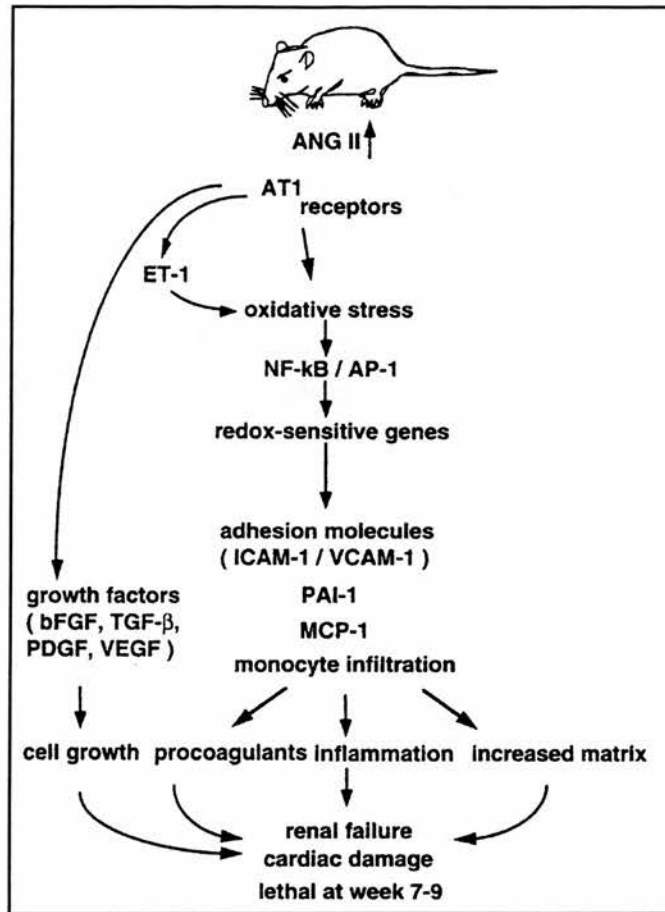 ANG II
AT1
receptors
ET-1
oxidative stress
NF-kB / AP-1
redox-sensitive genes
adhesion molecules
( ICAM-1 / VCAM-1 )
growth factors
( bFGF, TGF-β,
PDGF, VEGF )
PAI-1
MCP-1
monocyte infiltration
cell growth procoagulants inflammation increased matrix
renal failure
cardiac damage
lethal at week 7-9